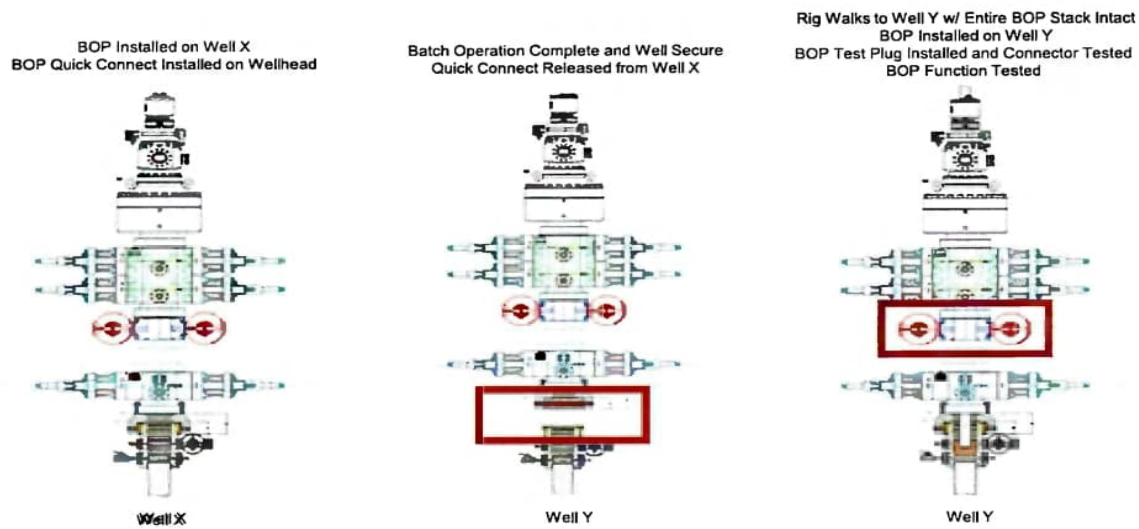 BOP Installed on Well X
BOP Quick Connect Installed on Wellhead
Batch Operation Complete and Well Secure
Quick Connect Released from Well X
Rig Walks to Well Y w/ Entire BOP Stack Intact
BOP Installed on Well Y
BOP Test Plug Installed and Connector Tested
BOP Function Tested
Well X
Well Y
Well Y